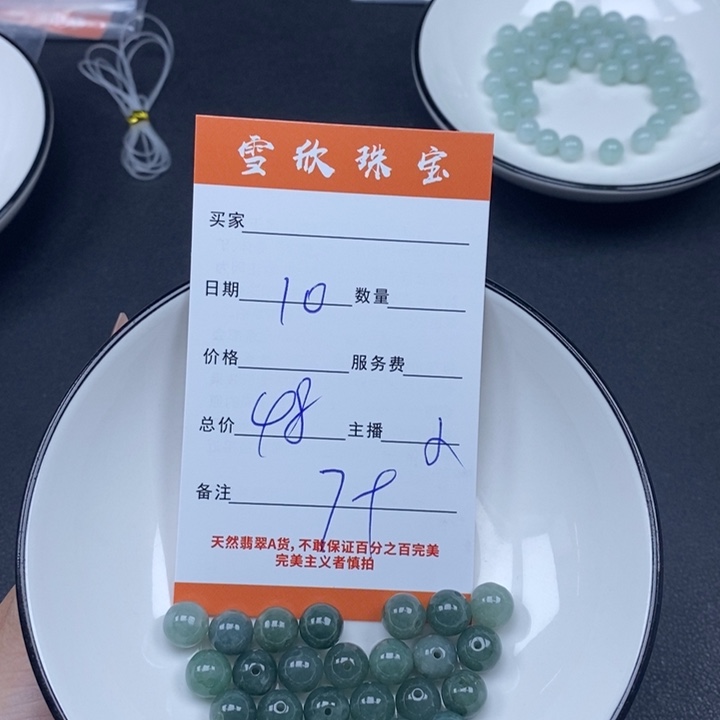 雪欣珠宝
买家
日期 10 数量
价格 服务费
总价 48 主播
备注
天然翡翠A货,不敢保证百分之百完美
完美主义者慎拍